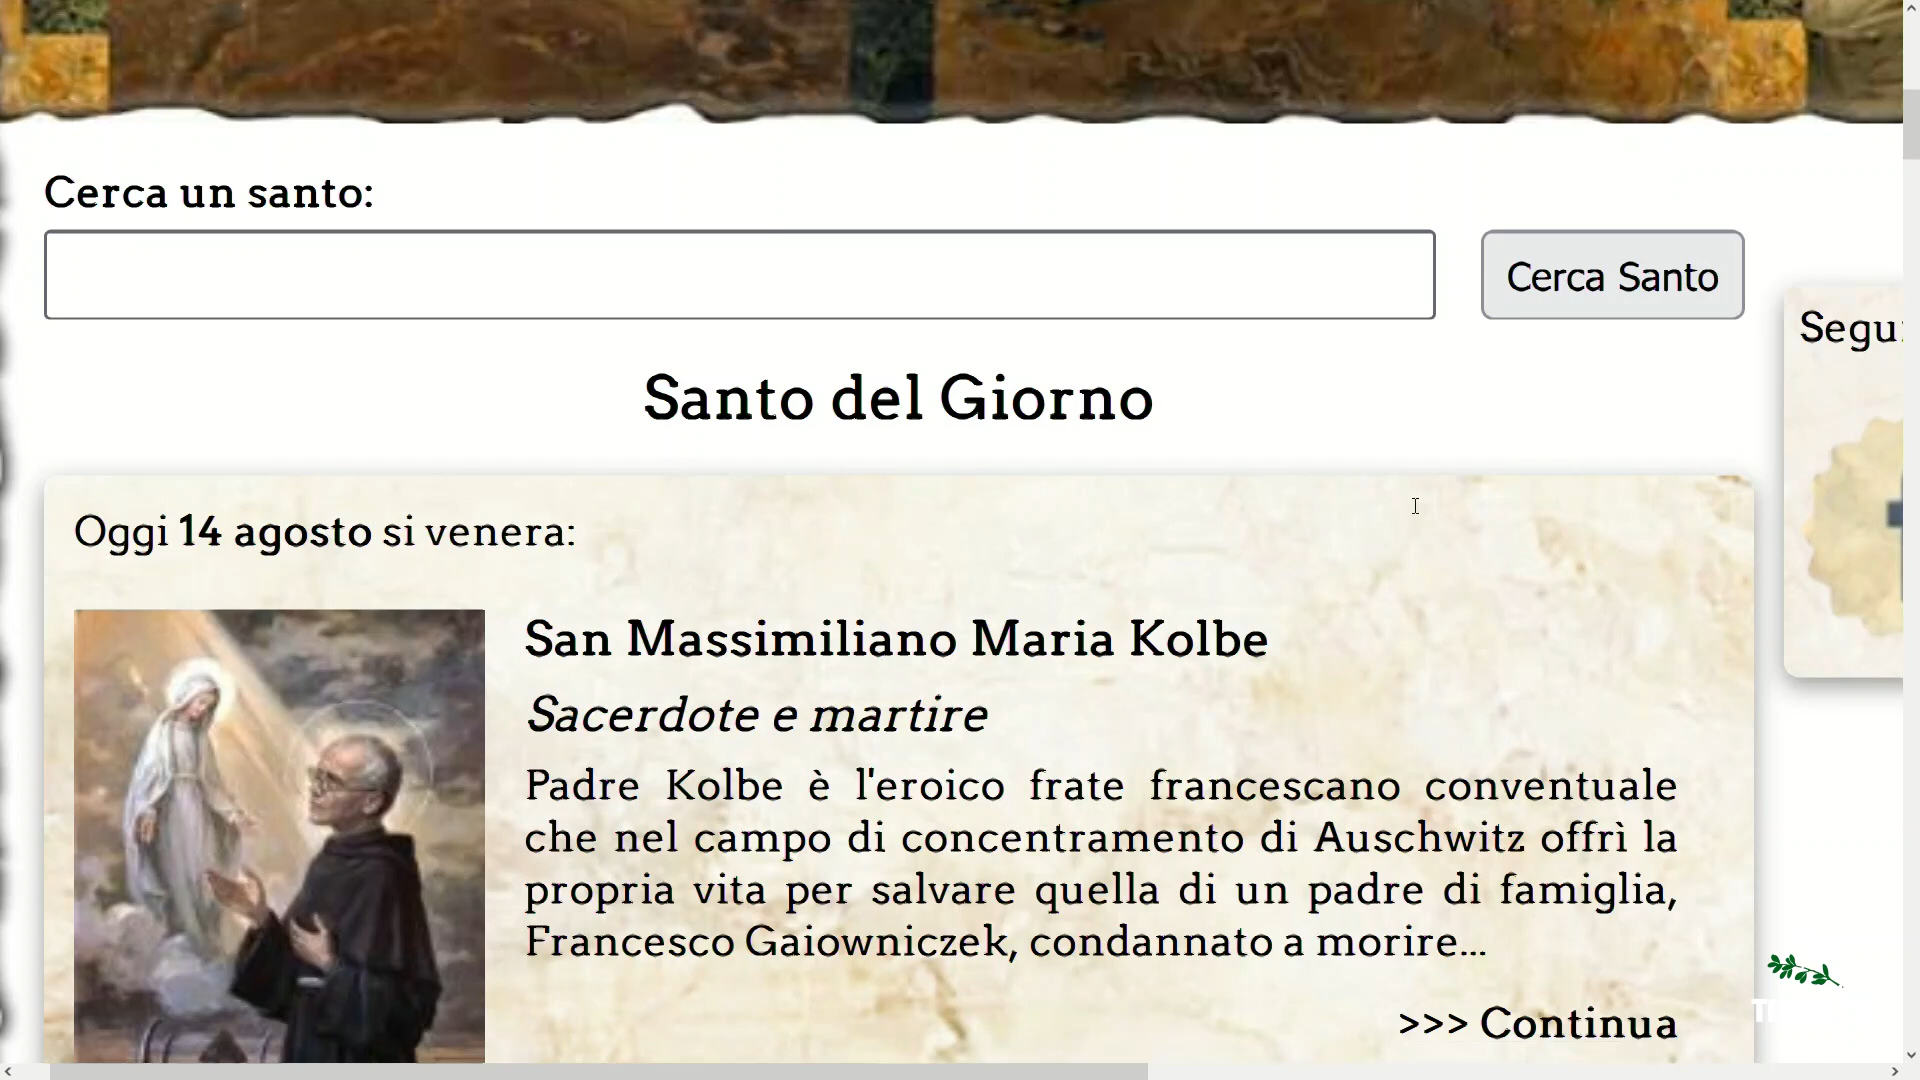 Cerca un santo:
Cerca Santo
Santo del Giorno
Oggi 14 agosto si venera:
San Massimiliano Maria Kolbe
Sacerdote e martire
Padre Kolbe è l'eroico frate francescano conventuale
che nel campo di concentramento di Auschwitz offrì la
propria vita per salvare quella di un padre di famiglia,
Francesco Gaiowniczek, condannato a morire...
>>> Continua